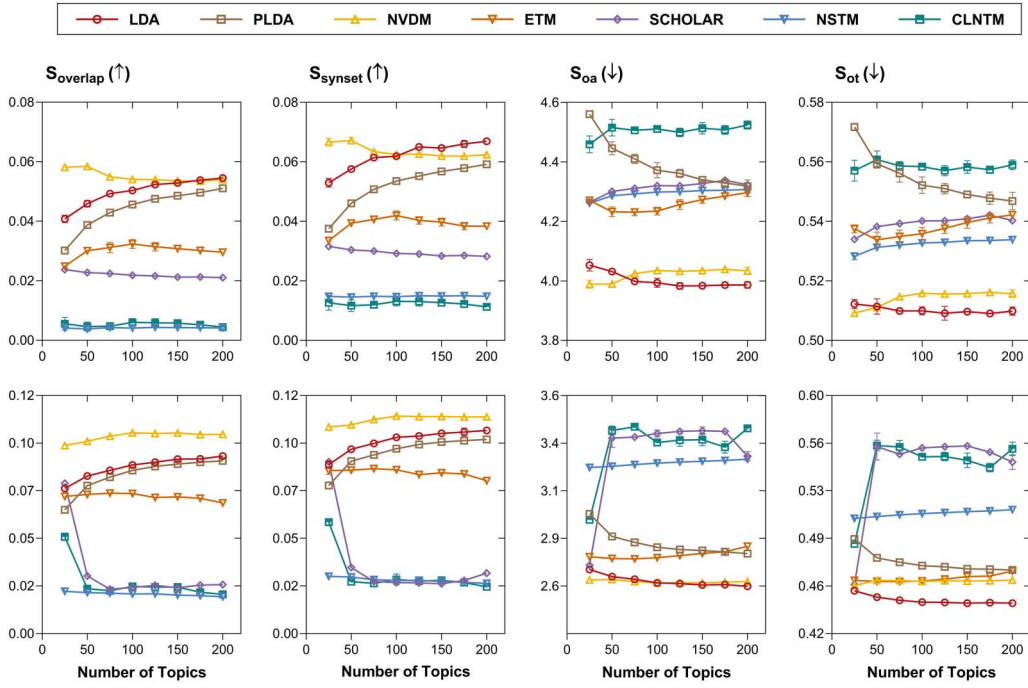 LDA PLDA NVDM ETM SCHOLAR NSTM CLNTM
S overlap (↑) S synset (↑) S oa (↓) S ot (↓)
0.08 0.08 4.6 0.58
0.06 0.06 4.4 0.56
0.04 0.04 4.2 0.54
0.02 0.02 4.0 0.52
0.00 0.00 3.8 0.50
0 50 100 150 200 0 50 100 150 200 0 50 100 150 200 0 50 100 150 200
0.12 0.12 3.6 0.60
0.10 0.10 3.4 0.56
0.07 0.07 3.1 0.53
0.05 0.05 2.9 0.49
0.02 0.02 2.6 0.46
0.00 0.00 0.42
0 50 100 150 200 0 50 100 150 200 0 50 100 150 200 0 50 100 150 200
Number of Topics Number of Topics Number of Topics Number of Topics